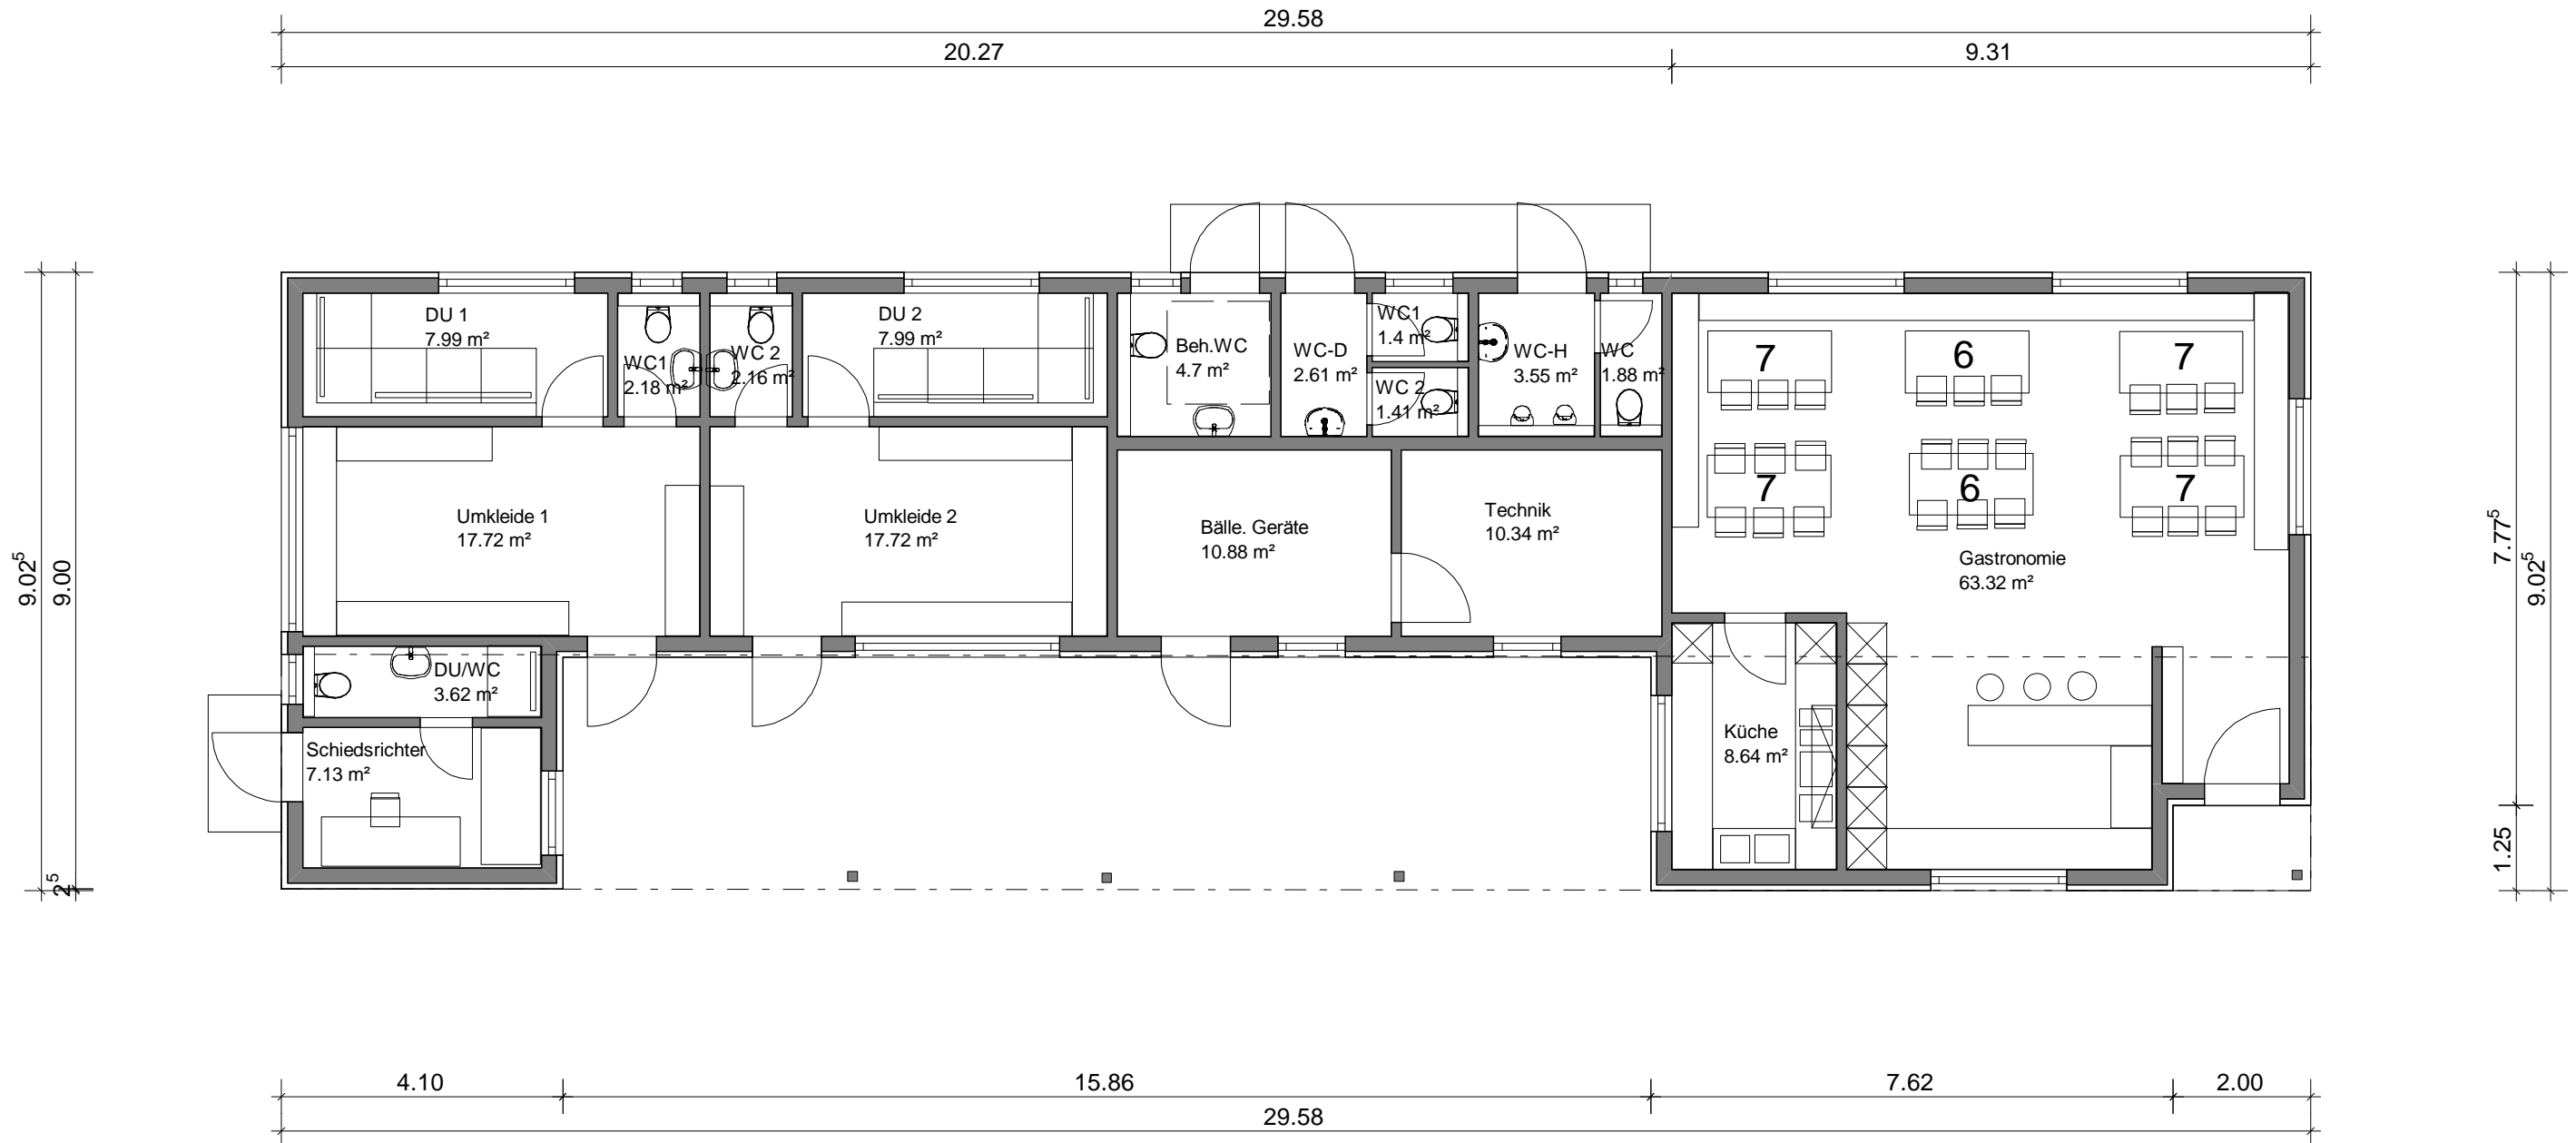 29.58
20.27
9.31
DU 1
7.99 m²
WC1
2.18 m²
WC 2
2.16 m²
DU 2
7.99 m²
Beh.WC
4.7 m²
WC-D
2.61 m²
WC1
1.4 m²
WC 2
1.41 m²
WC-H
3.55 m²
WC
1.88 m²
7
6
7
7
6
7
Umkleide 1
17.72 m²
Umkleide 2
17.72 m²
Bälle. Geräte
10.88 m²
Technik
10.34 m²
Gastronomie
63.32 m²
9.02⁵
9.00
2⁵
7.77⁵
9.02⁵
1.25
DU/WC
3.62 m²
Schiedsrichter
7.13 m²
Küche
8.64 m²
4.10
15.86
7.62
2.00
29.58